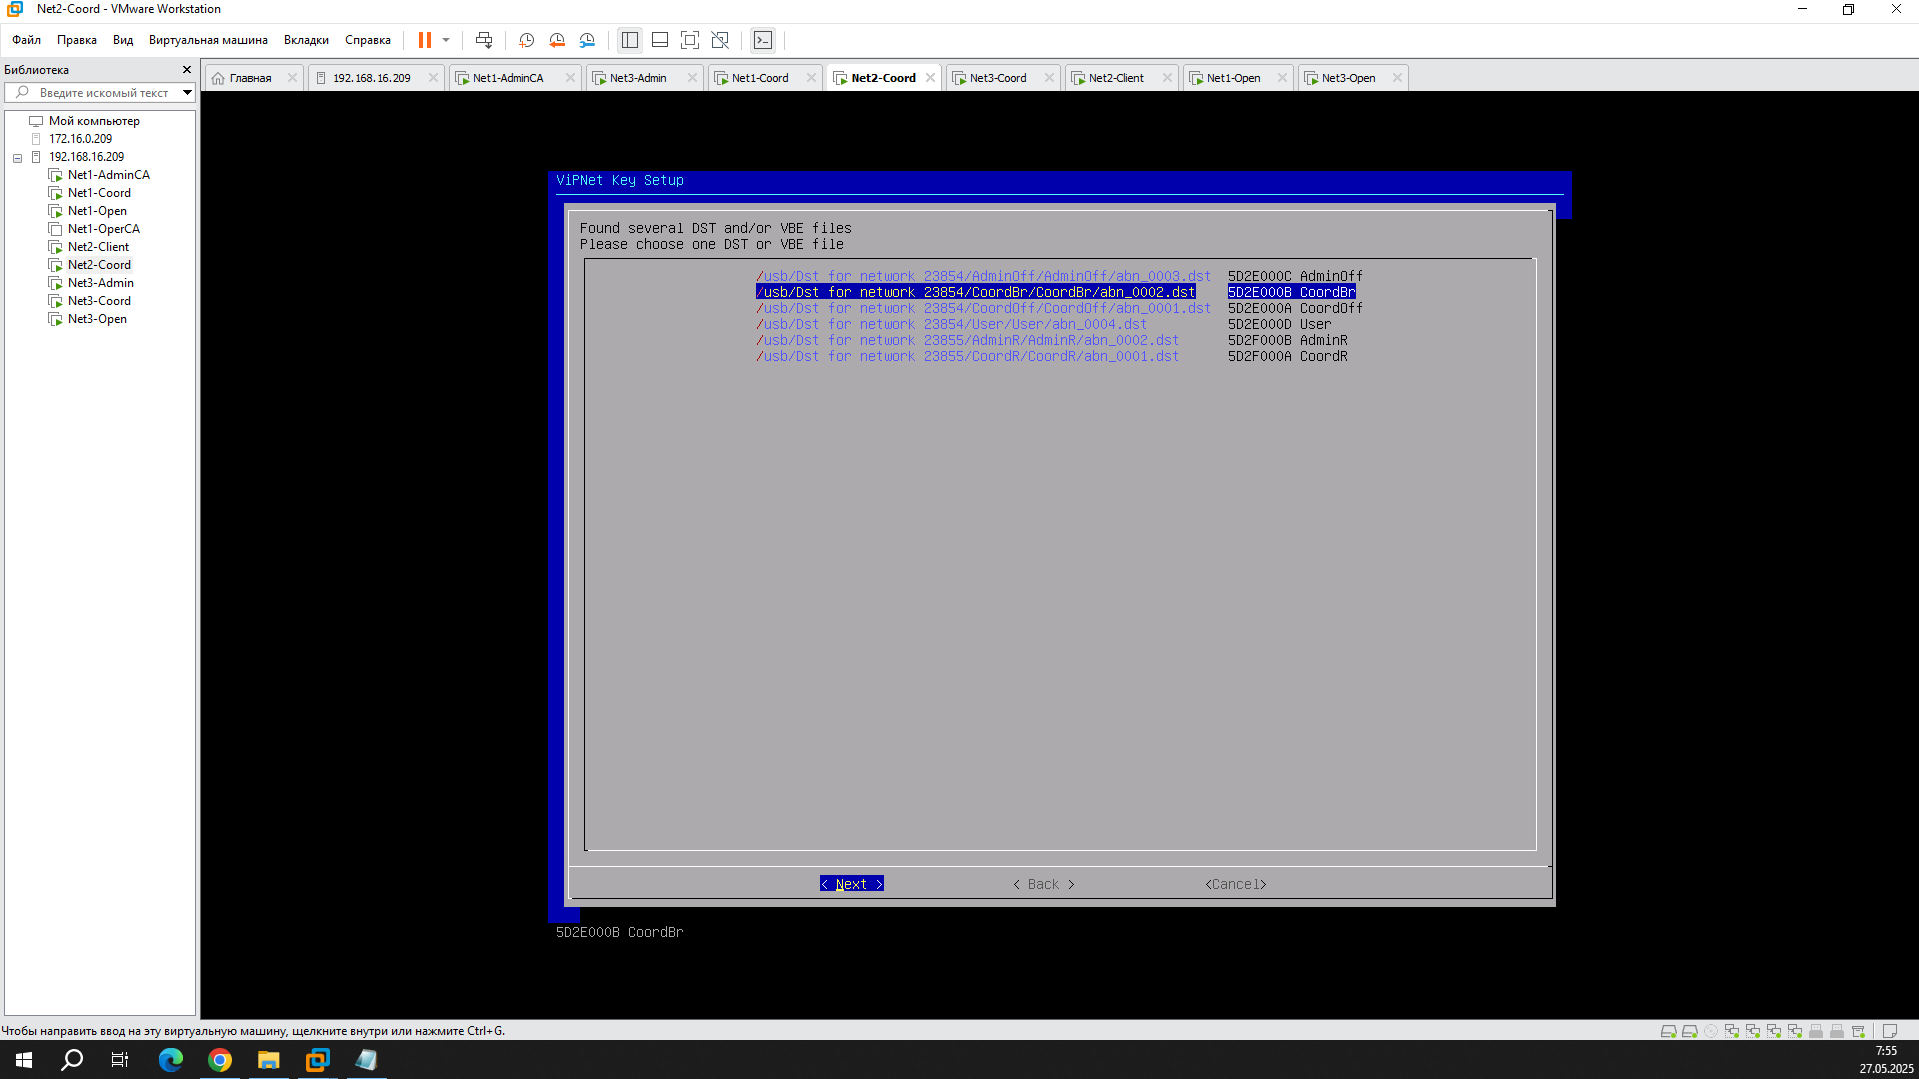 Net2-Coord - VMware Workstation
Файл Правка Вид Виртуальная машина Вкладки Справка
Библиотека
Введите искомый текст
Главная 192.168.16.209 Net1-AdminCA Net3-Admin Net1-Coord Net2-Coord Net3-Coord Net2-Client Net1-Open Net3-Open
Мой компьютер
172.16.0.209
192.168.16.209
Net1-AdminCA
Net1-Coord
Net1-Open
Net1-OperCA
Net2-Client
Net2-Coord
Net3-Admin
Net3-Coord
Net3-Open
ViPNet Key Setup
Found several DST and/or VBE files
Please choose one DST or VBE file
/usb/Dst for network 23854/AdminOff/AdminOff/abn_0003.dst 5D2E000C AdminOff
/usb/Dst for network 23854/CoordBr/CoordBr/abn_0002.dst 5D2E000B CoordBr
/usb/Dst for network 23854/CoordOff/CoordOff/abn_0001.dst 5D2E000A CoordOff
/usb/Dst for network 23854/User/User/abn_0004.dst 5D2E000D User
/usb/Dst for network 23855/AdminR/AdminR/abn_0002.dst 5D2F000B AdminR
/usb/Dst for network 23855/CoordR/CoordR/abn_0001.dst 5D2F000A CoordR
< Next > < Back > <Cancel>
5D2E000B CoordBr
Чтобы направить ввод на эту виртуальную машину, щелкните внутри или нажмите Ctrl+G.
7:55
27.05.2025